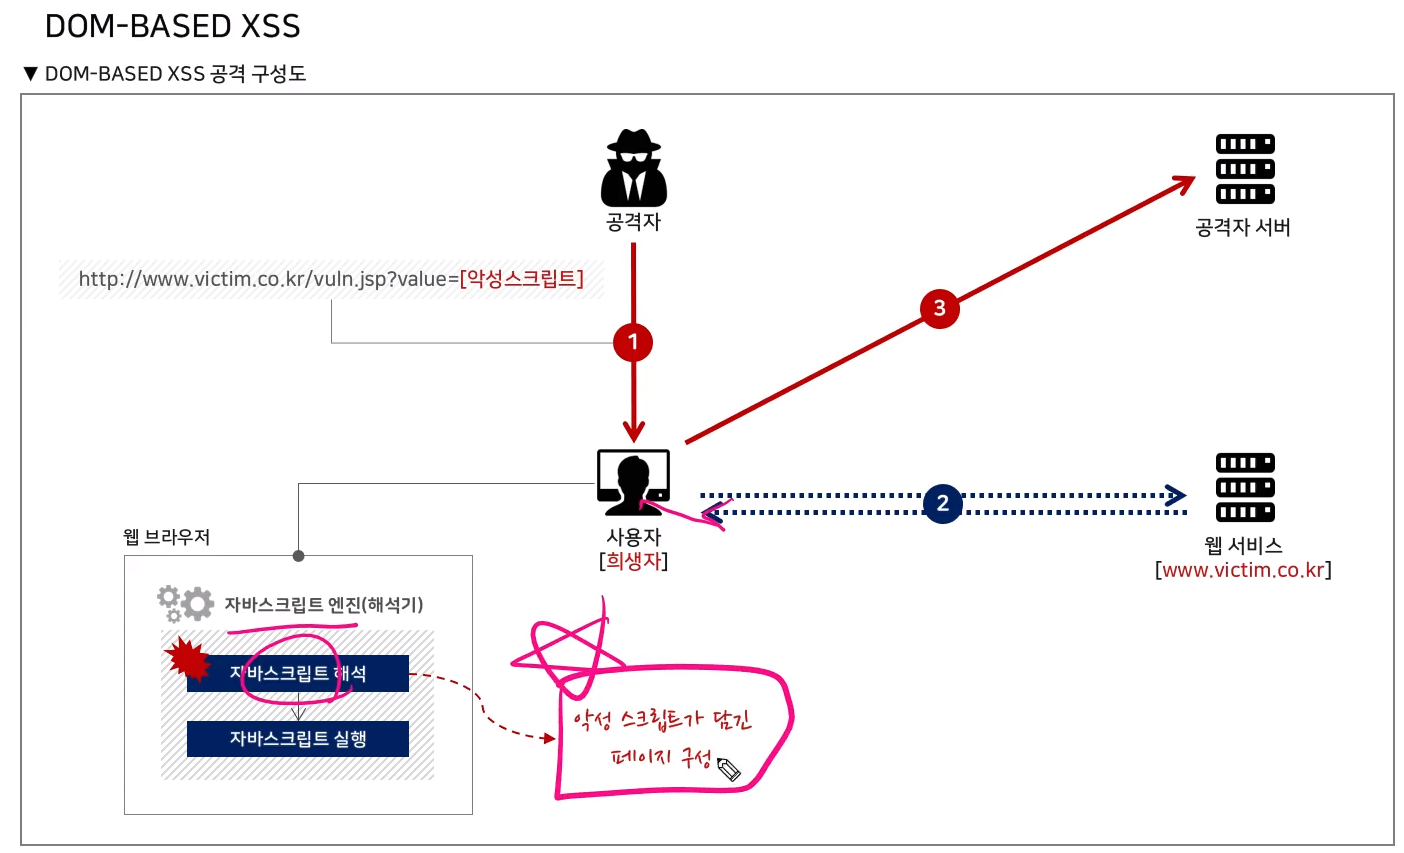 DOM-BASED XSS
▼ DOM-BASED XSS 공격 구성도
공격자
공격자 서버
http://www.victim.co.kr/vuln.jsp?value=[악성스크립트]
1
3
2
사용자
[희생자]
웹 서비스
[www.victim.co.kr]
웹 브라우저
자바스크립트 엔진(해석기)
자바스크립트 해석
자바스크립트 실행
악성 스크립트가 담긴
페이지 구성